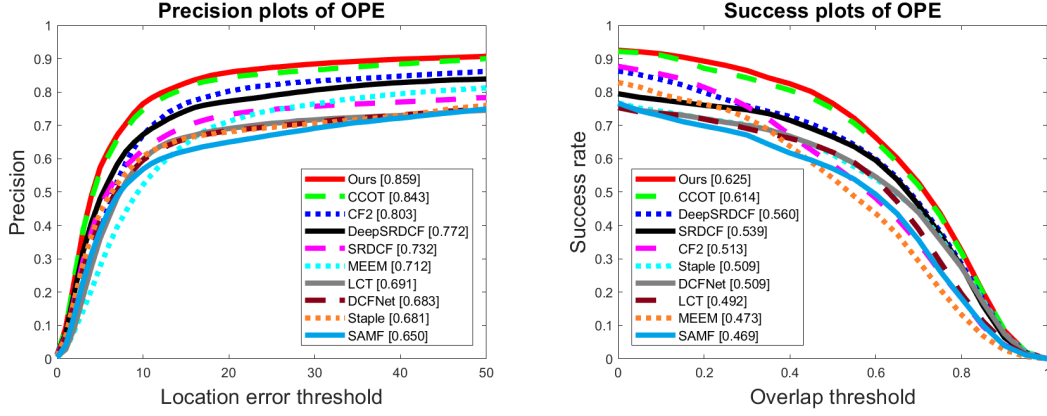 Precision plots of OPE
1
0.9
0.8
0.7
0.6
0.5
0.4
0.3
0.2
0.1
0
Precision
Ours [0.859]
CCOT [0.843]
CF2 [0.803]
DeepSRDCF [0.772]
SRDCF [0.732]
MEEM [0.712]
LCT [0.691]
DCFNet [0.683]
Staple [0.681]
SAMF [0.650]
0 10 20 30 40 50
Location error threshold
Success plots of OPE
1
0.9
0.8
0.7
0.6
0.5
0.4
0.3
0.2
0.1
0
Success rate
Ours [0.625]
CCOT [0.614]
DeepSRDCF [0.560]
SRDCF [0.539]
CF2 [0.513]
Staple [0.509]
DCFNet [0.509]
LCT [0.492]
MEEM [0.473]
SAMF [0.469]
0 0.2 0.4 0.6 0.8 1
Overlap threshold